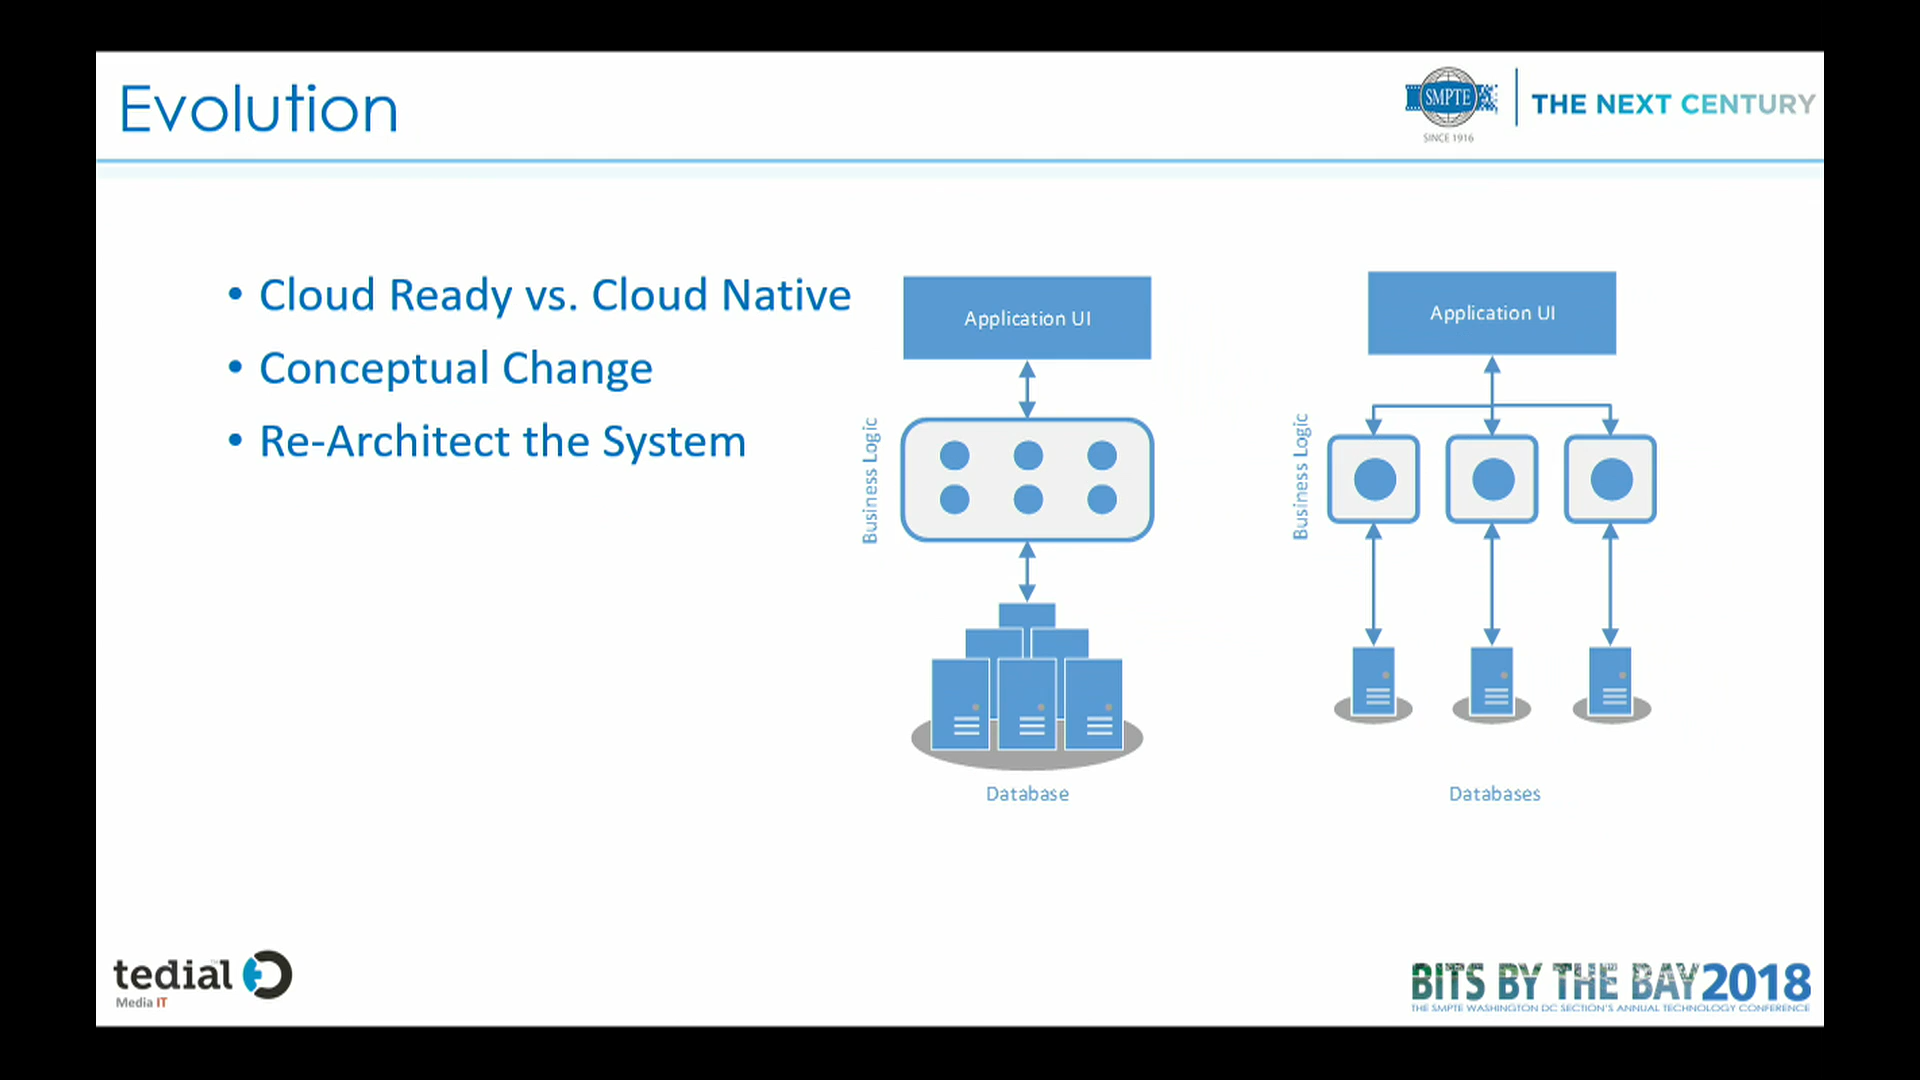 Evolution
SMPTE
SINCE 1916
THE NEXT CENTURY
• Cloud Ready vs. Cloud Native
• Conceptual Change
• Re-Architect the System
Application UI
Business Logic
Database
Application UI
Business Logic
Databases
tedial
Media IT
BITS BY THE BAY 2018
THE SMPTE WASHINGTON DC SECTION'S ANNUAL TECHNOLOGY CONFERENCE